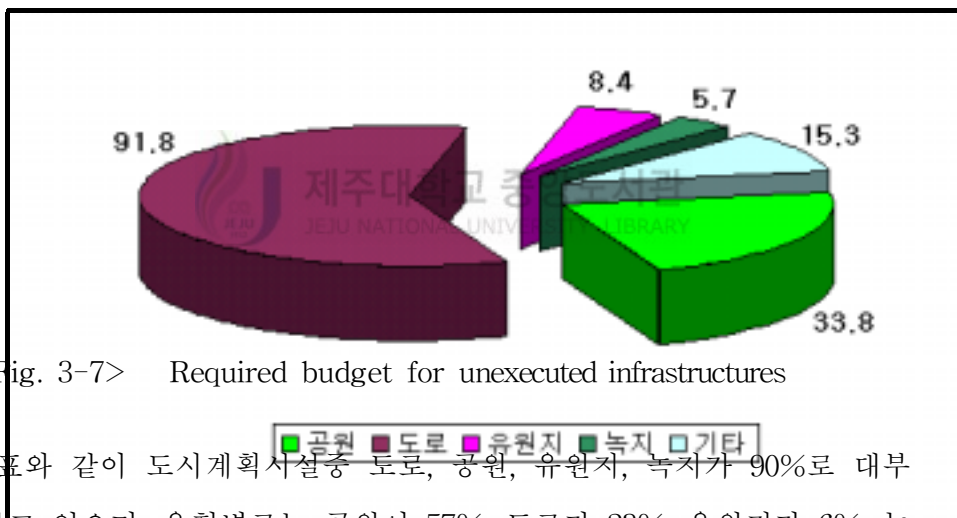 8.4
5.7
91.8
15.3
제주대학교 중앙도서관
JEJU NATIONAL UNIVERSITY LIBRARY
JEJU
33.8
Fig. 3-7> Required budget for unexecuted infrastructures
공원 도로 유원지 녹지 기타
표와 같이 도시계획시설중 도로, 공원, 유원지, 녹지가 90%로 대부